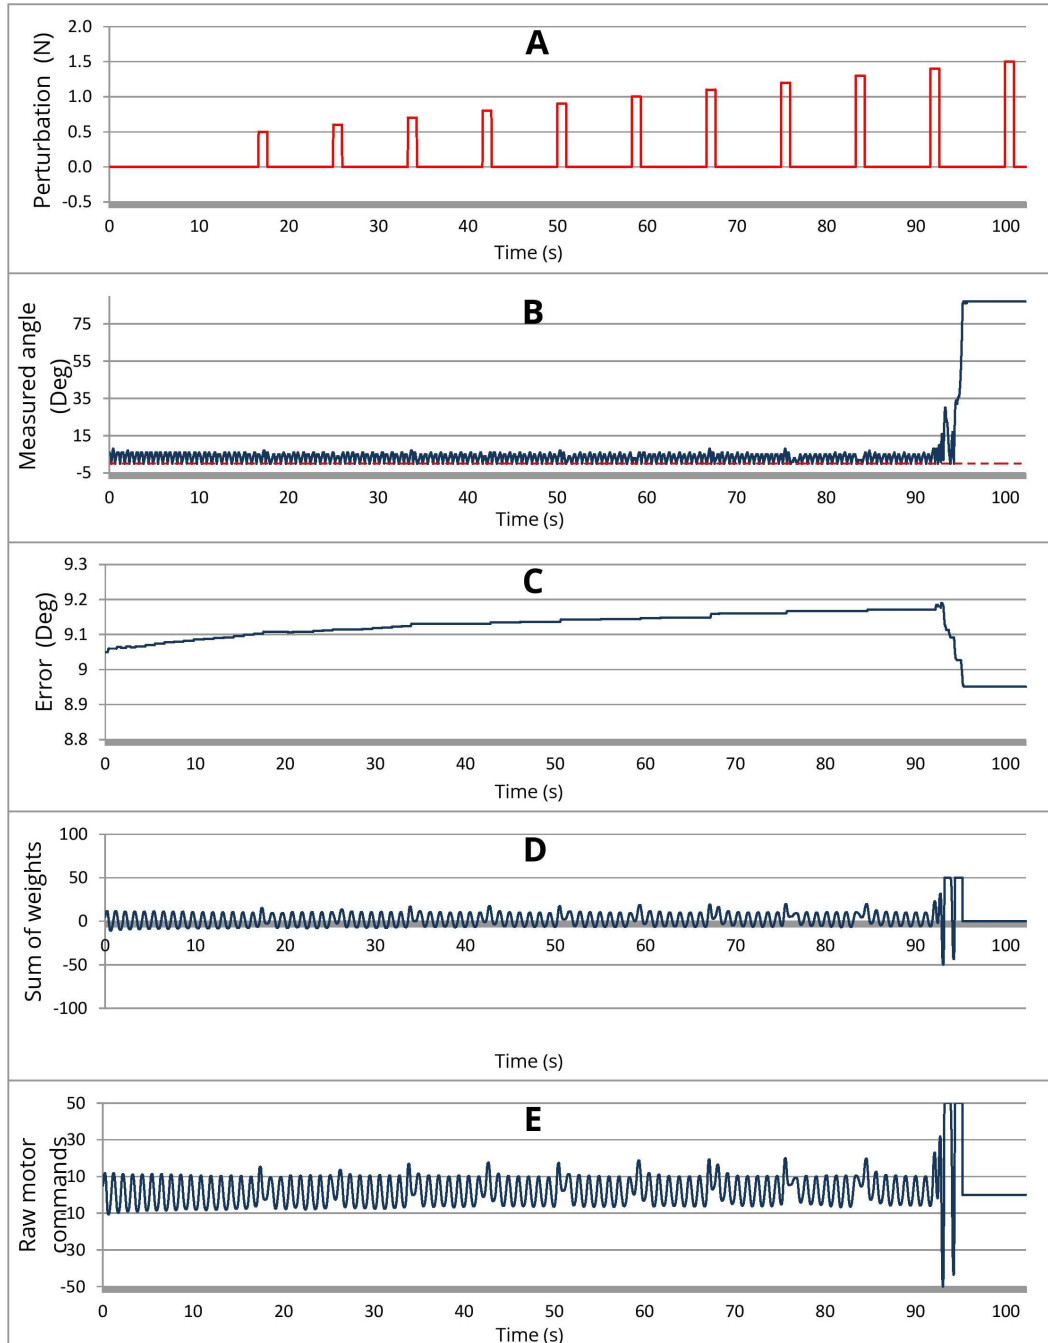 A
Perturbation (N)
2.0
1.5
1.0
0.5
0.0
-0.5
0 10 20 30 40 50 60 70 80 90 100
Time (s)
B
Measured angle
(Deg)
75
55
35
15
-5
0 10 20 30 40 50 60 70 80 90 100
Time (s)
C
Error (Deg)
9.3
9.2
9.1
9
8.9
8.8
0 10 20 30 40 50 60 70 80 90 100
Time (s)
D
Sum of weights
100
50
0
0 10 20 30 40 50 60 70 80 90 100
-50
-100
Time (s)
E
Raw motor
commands
50
30
10
-10
-30
-50
0 10 20 30 40 50 60 70 80 90 100
Time (s)